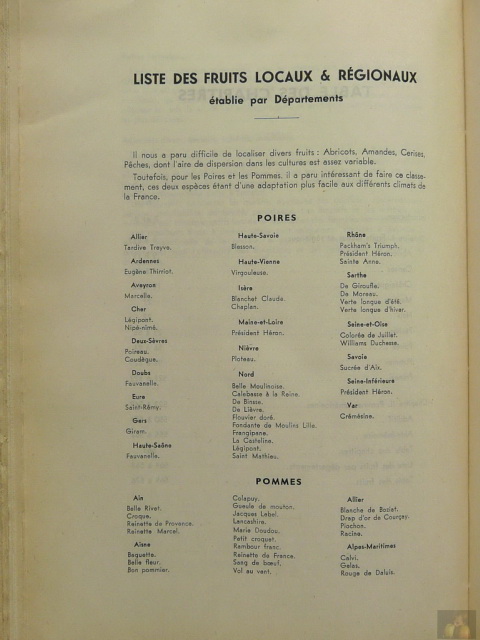 LISTE DES FRUITS LOCAUX & RÉGIONAUX
établie par Départements
Il nous a paru difficile de localiser divers fruits : Abricots, Amandes, Cerises,
Pêches, dont l'aire de dispersion dans les cultures est assez variable.
Toutefois, pour les Poires et les Pommes, il a paru intéressant de faire ce classe-
ment, ces deux espèces étant d'une adaptation plus facile aux différents climats de
la France.
POIRES
Allier
Tardive Treyve.
Ardennes
Eugène Thirriot.
Aveyron
Marcelle.
Cher
Légipont.
Nipé-nimé.
Deux-Sèvres
Poireau.
Coudègue.
Doubs
Fauvanelle.
Eure
Saint-Rémy.
Gers
Giram.
Haute-Saône
Fauvanelle.
Haute-Savoie
Blesson.
Haute-Vienne
Virgouleuse.
Isère
Blanchet Claude
Chaplan.
Maine-et-Loire
Président Héron.
Nièvre
Ploteau.
Nord
Belle Moulinoise.
Calebasse à la Reine.
De Binsse.
De Lièvre.
Flouvier doré.
Fondante de Moulins Lille.
Frangipane.
La Casteline.
Légipont.
Saint Mathieu.
Rhône
Packham's Triumph.
Président Héron.
Sainte Anne.
Sarthe
De Giroufle.
De Moreau.
Verte longue d'été.
Verte longue d'hiver.
Seine-et-Oise
Colorée de Juillet.
Williams Duchesse.
Savoie
Sucrée d'Aix.
Seine-Inférieure
Président Héron.
Var
Crémésine.
POMMES
Ain
Belle Rivet.
Croque.
Reinette de Provence.
Reinette Marcel.
Aisne
Baguette.
Belle fleur.
Bon pommier.
Colapuy.
Gueule de mouton.
Jacques Lebel.
Lancashire.
Marie Doudou.
Petit croquet.
Rambour franc.
Reinette de France.
Sang de bœuf.
Vol au vent.
Allier
Blanche de Boziat.
Drap d'or de Courçay.
Piochon.
Racine.
Alpes-Maritimes
Calvi.
Gelas.
Rouge de Daluis.